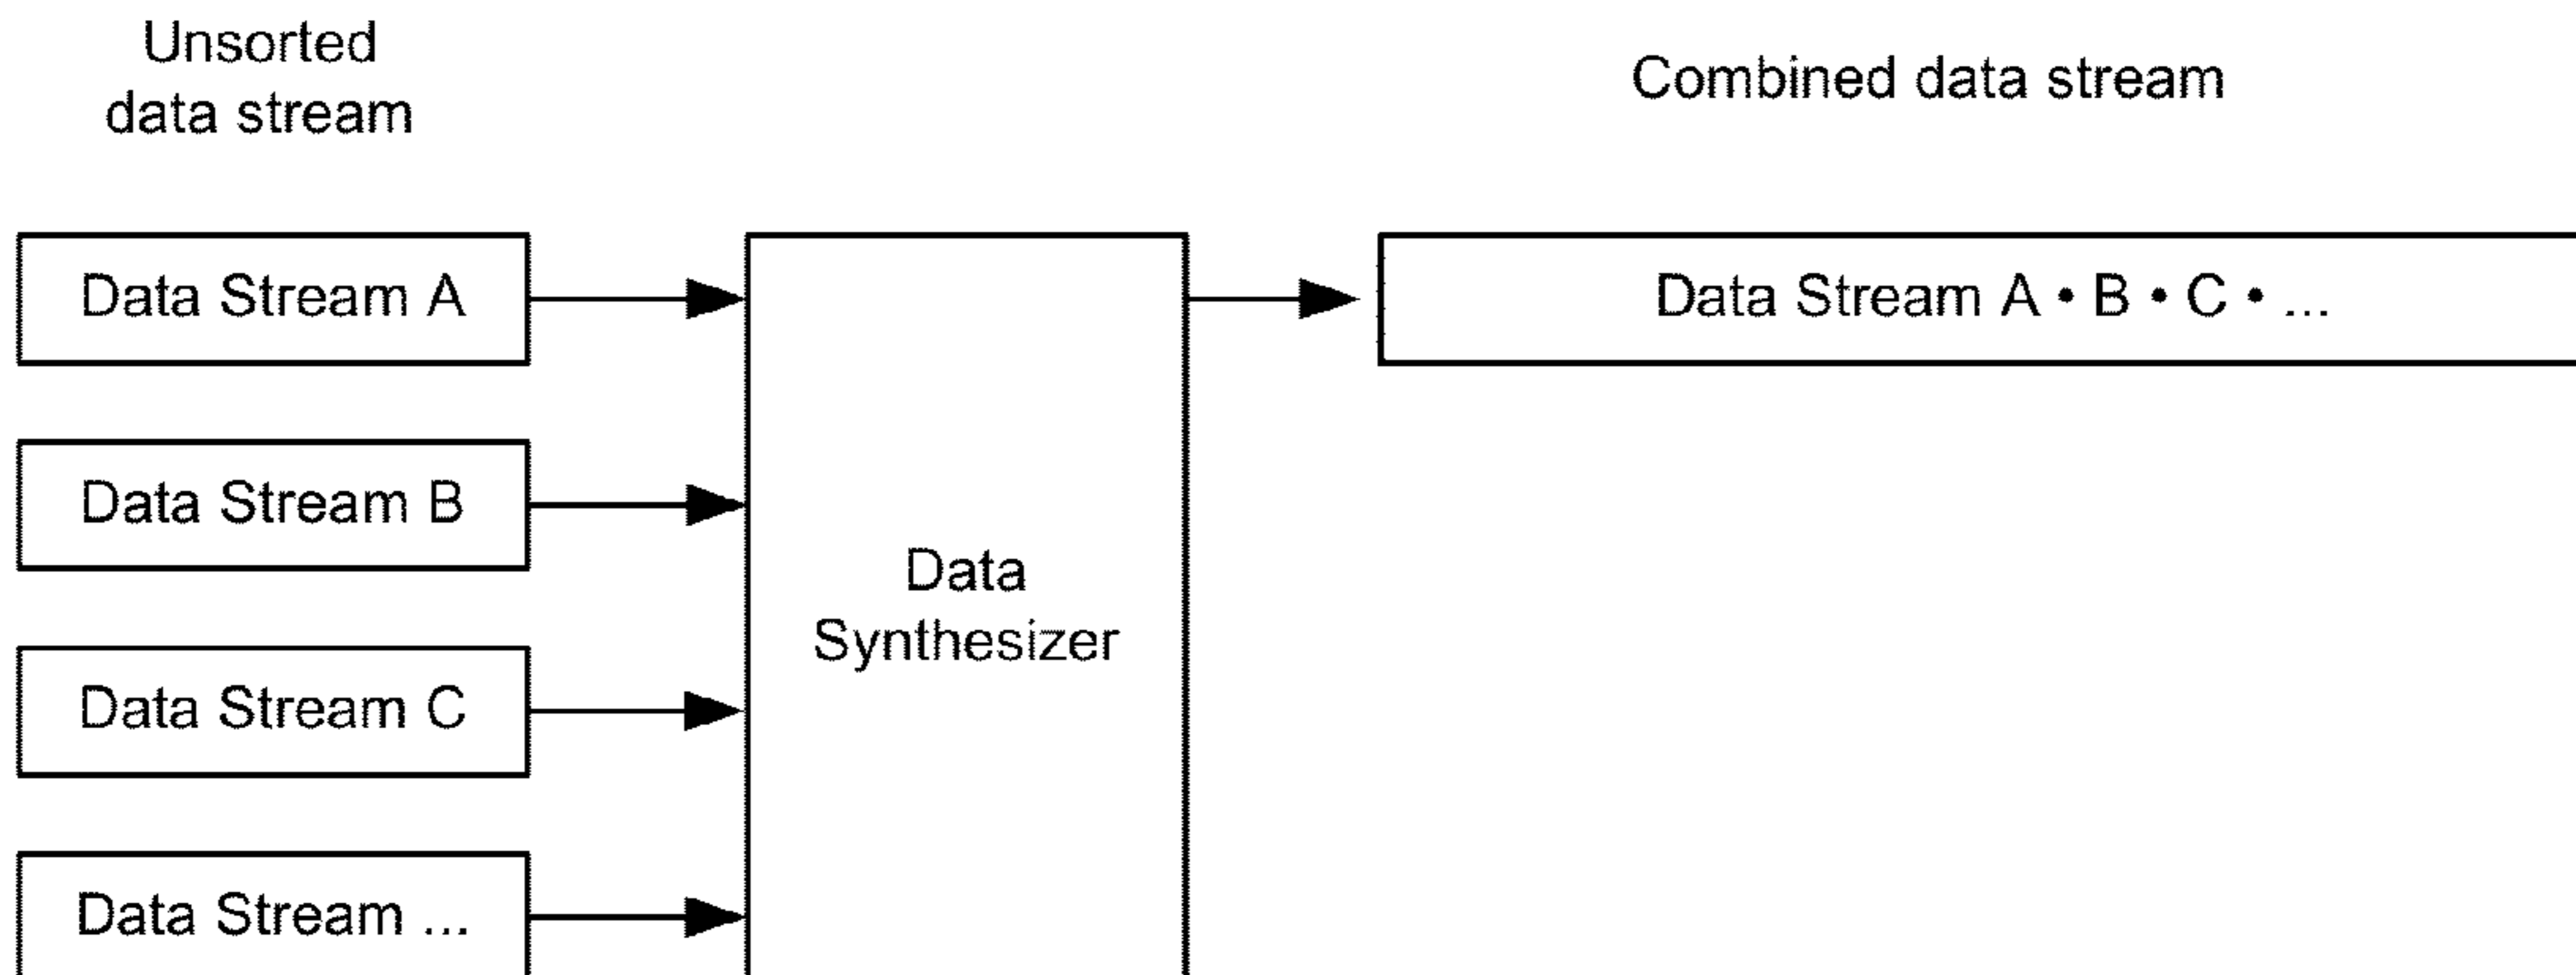 Unsorted
data stream
Combined data stream
Data Stream A
Data Stream A • B • C • ...
Data Stream B
Data
Synthesizer
Data Stream C
Data Stream ...